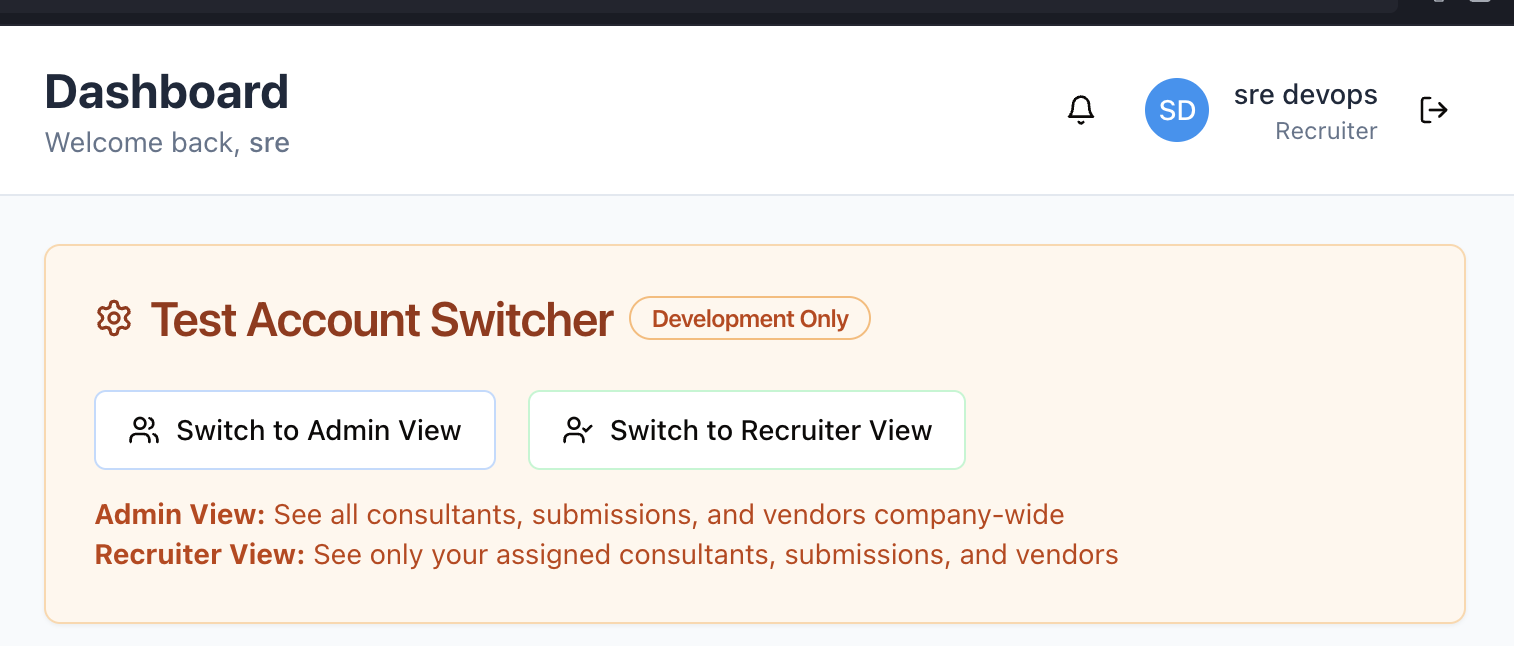 Dashboard
Welcome back, sre
SD
sre devops
Recruiter
Test Account Switcher
Development Only
Switch to Admin View
Switch to Recruiter View
Admin View: See all consultants, submissions, and vendors company-wide
Recruiter View: See only your assigned consultants, submissions, and vendors